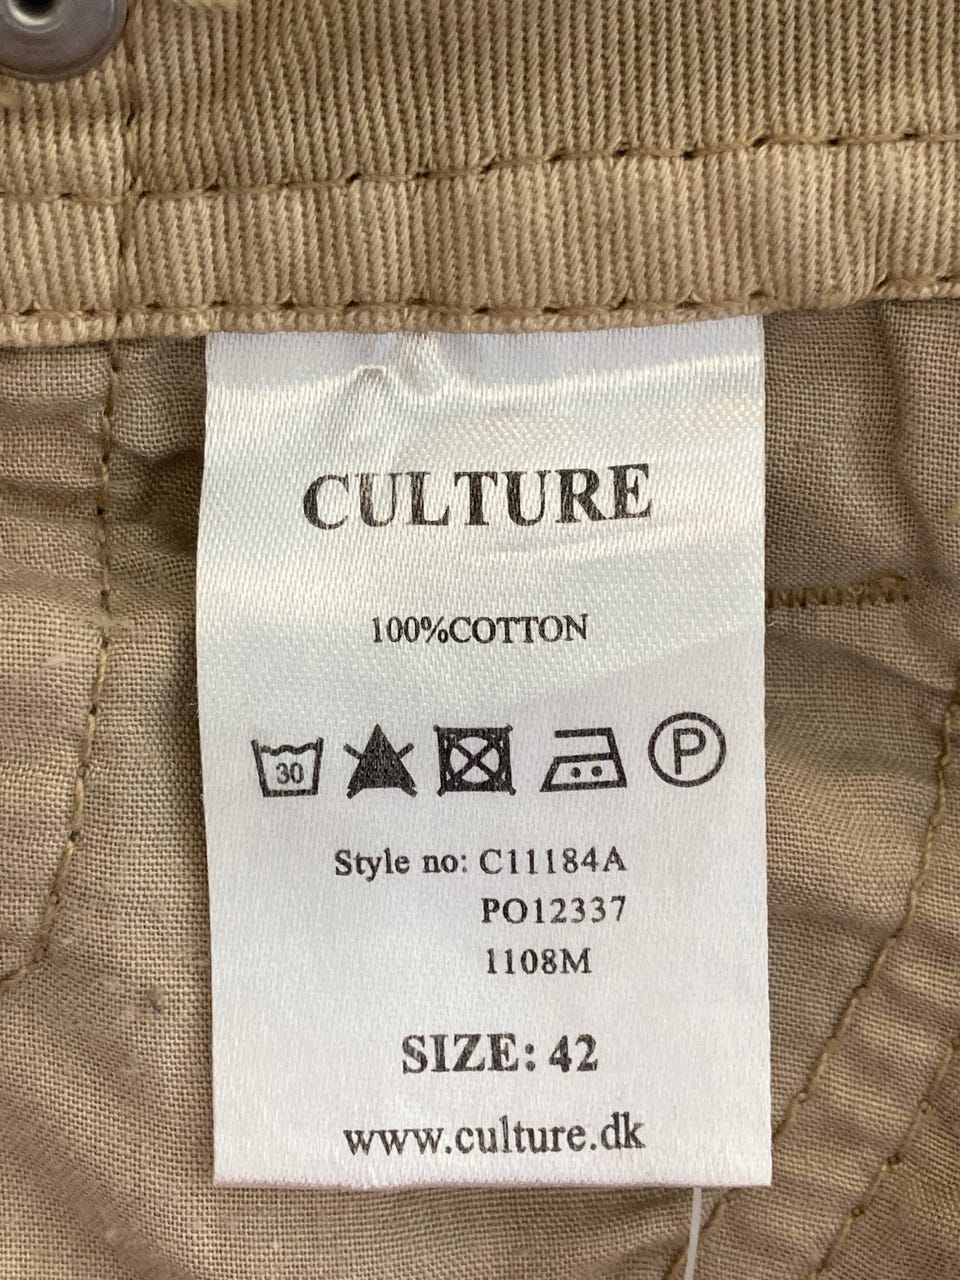 CULTURE
100%COTTON
30 P
Style no: C11184A
PO12337
1108M
SIZE: 42
www.culture.dk